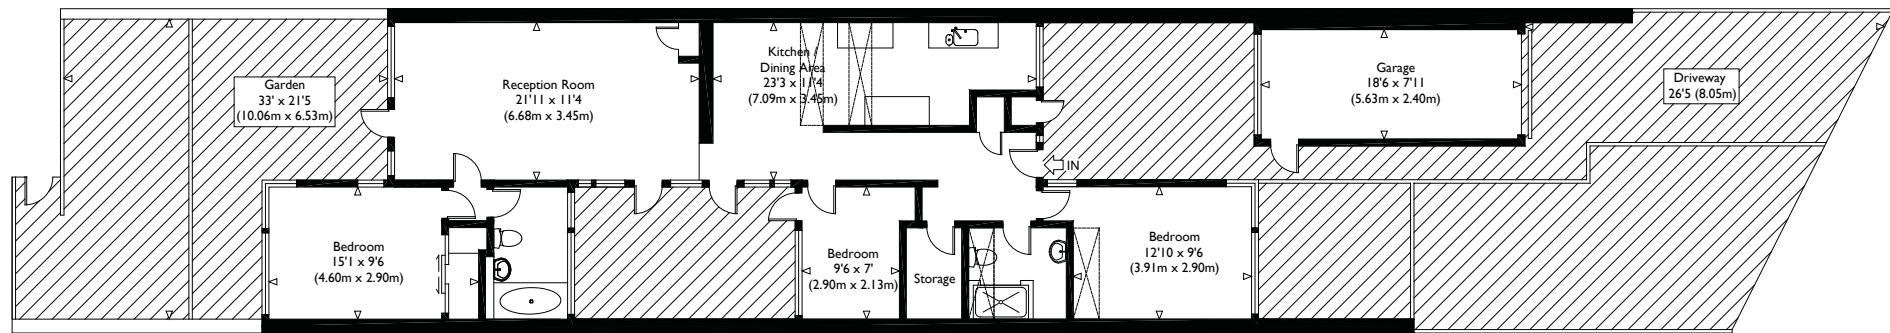 Garden
33' x 21'5
(10.06m x 6.53m)
Reception Room
21'11 x 11'4
(6.68m x 3.45m)
Kitchen /
Dining Area
23'3 x 11'4
(7.09m x 3.45m)
Garage
18'6 x 7'11
(5.63m x 2.40m)
Driveway
26'5 (8.05m)
IN
Bedroom
15'1 x 9'6
(4.60m x 2.90m)
Bedroom
9'6 x 7'
(2.90m x 2.13m)
Storage
Bedroom
12'10 x 9'6
(3.91m x 2.90m)